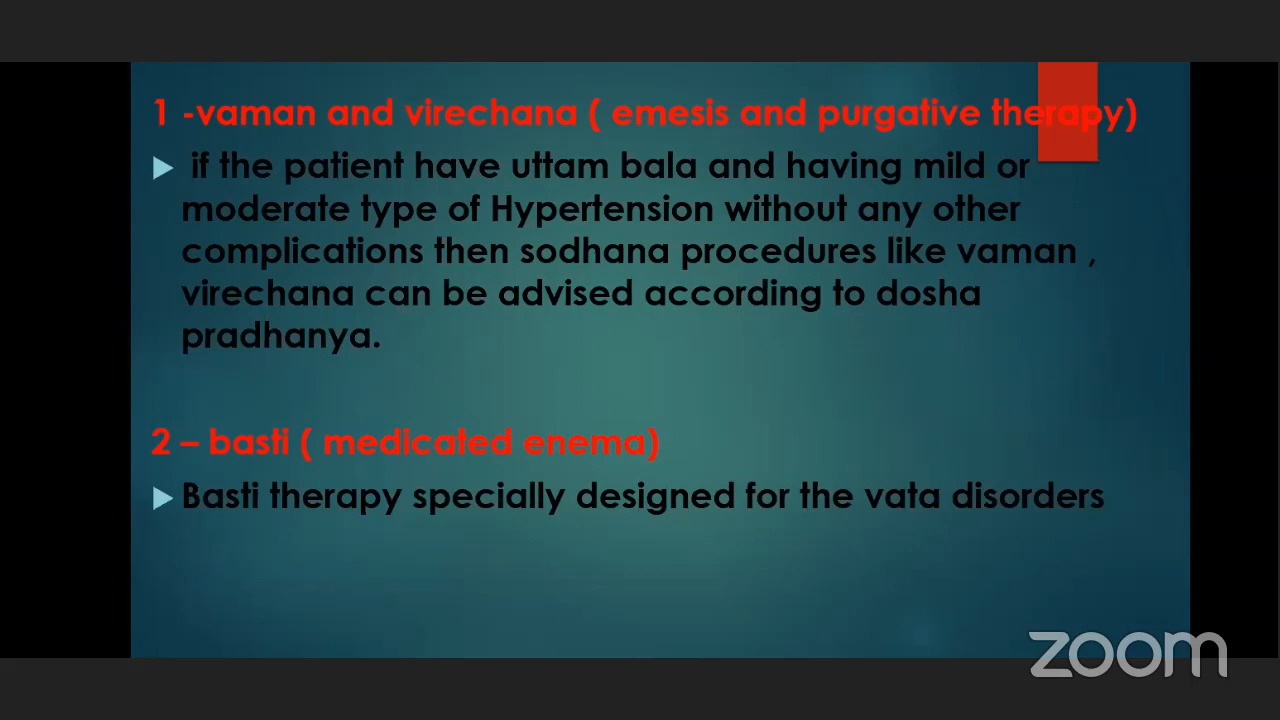 1 -vaman and virechana ( emesis and purgative therapy)
if the patient have uttam bala and having mild or
moderate type of Hypertension without any other
complications then sodhana procedures like vaman ,
virechana can be advised according to dosha
pradhanya.
2 – basti ( medicated enema)
Basti therapy specially designed for the vata disorders
zoom